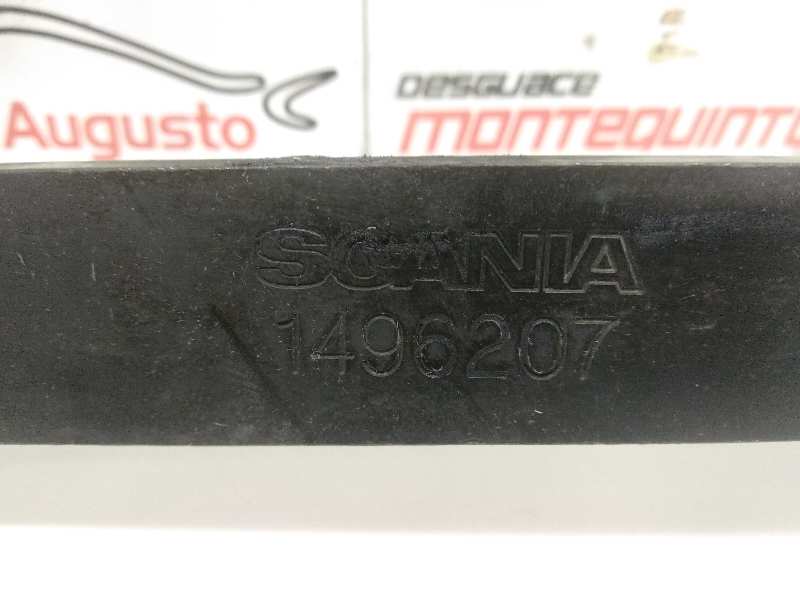 Augusto
DESGUACE
MONTEQUINTO
SCANIA
1496207